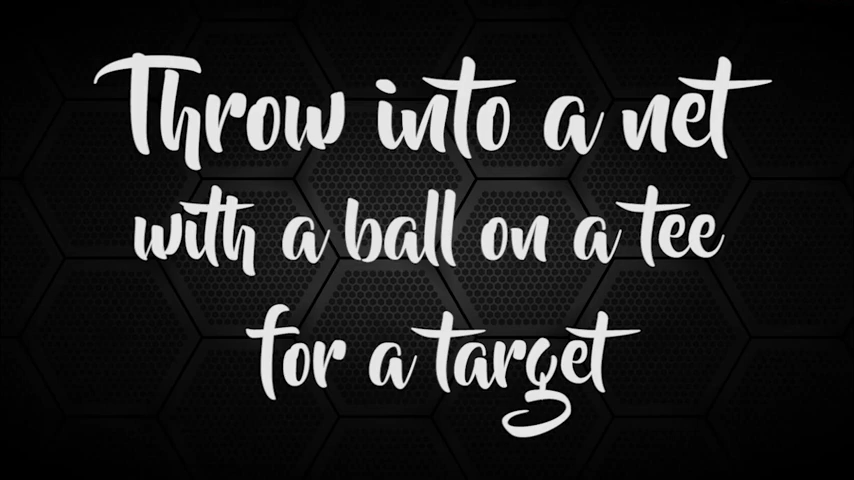 Throw into a net
with a ball on a tee
for a target